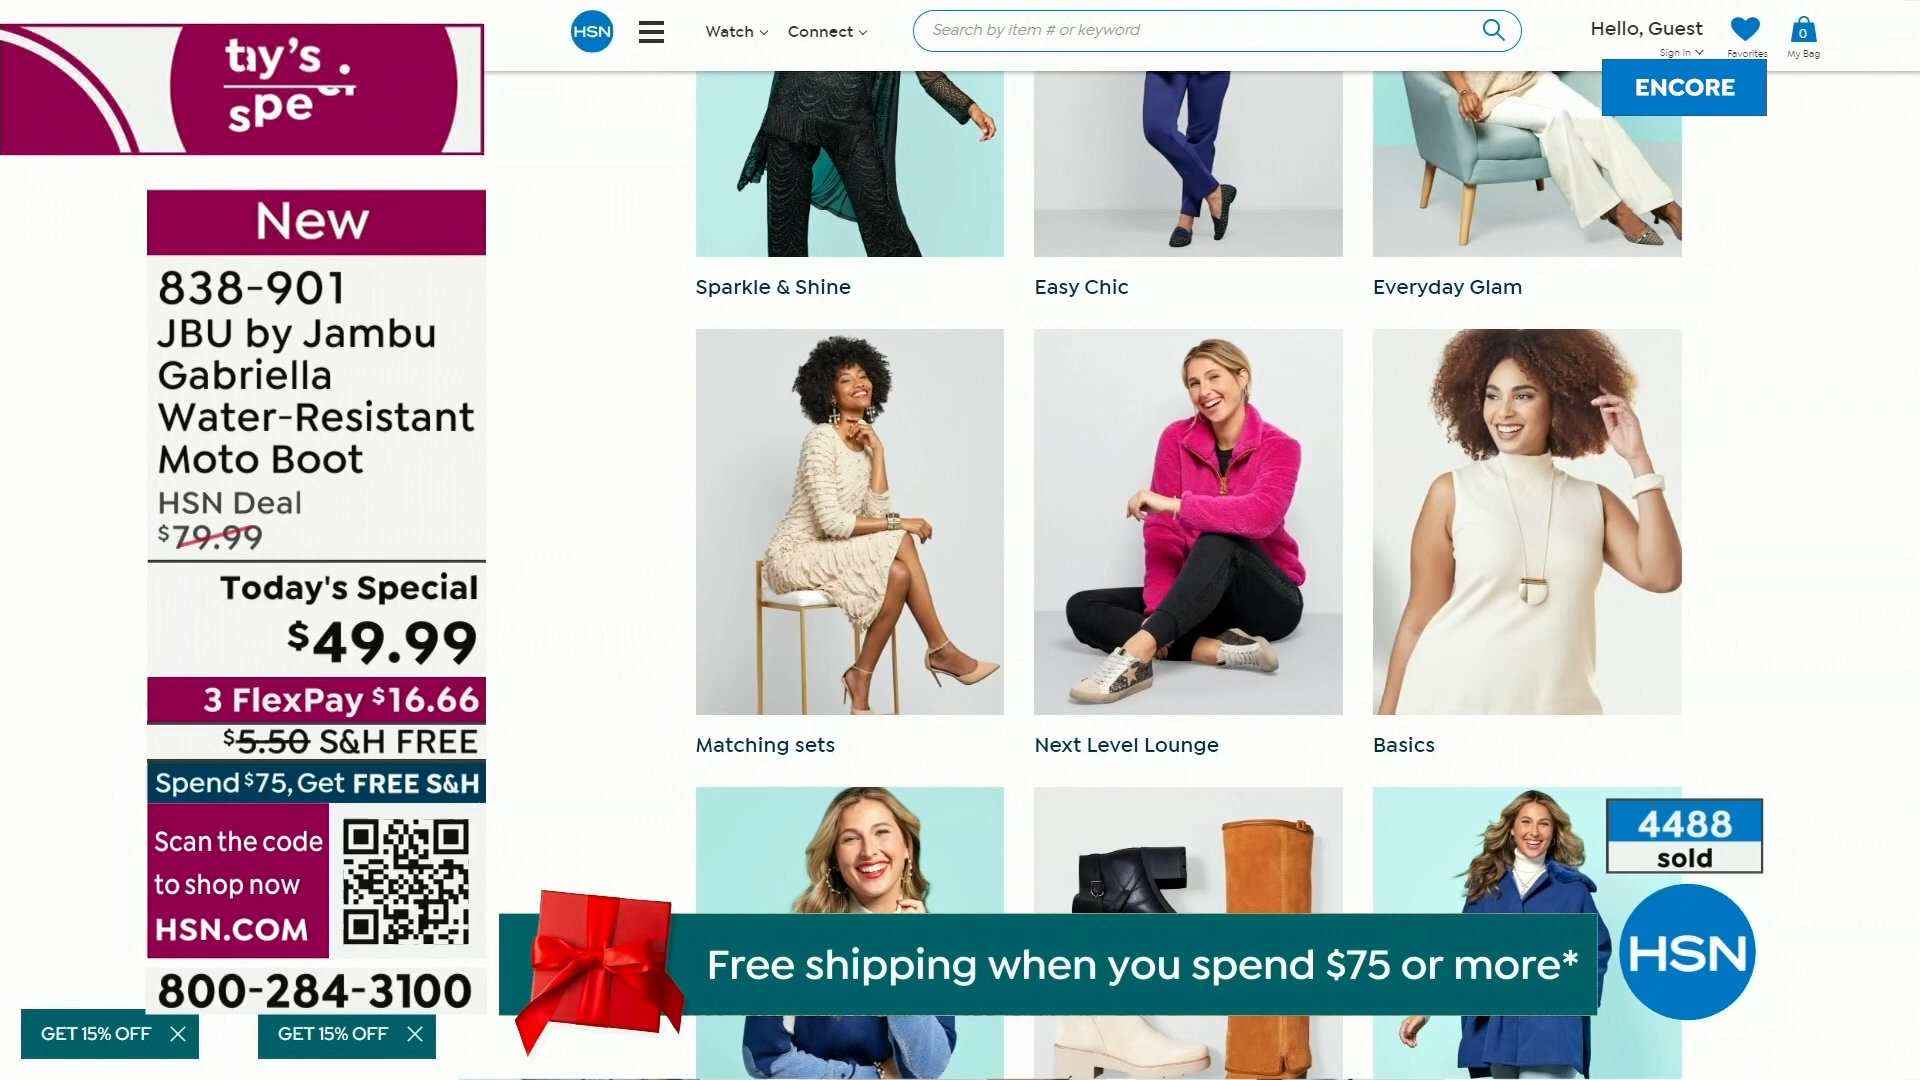 HSN
Watch
Connect
Search by item # or keyword
Hello, Guest
Sign In
Favorites
0
My Bag
ENCORE
New
838-901
JBU by Jambu
Gabriella
Water-Resistant
Moto Boot
HSN Deal
$79.99
Today's Special
$49.99
3 FlexPay $16.66
$5.50 S&H FREE
Spend $75, Get FREE S&H
Scan the code
to shop now
HSN.COM
800-284-3100
GET 15% OFF
GET 15% OFF
Sparkle & Shine
Easy Chic
Everyday Glam
Matching sets
Next Level Lounge
Basics
4488
sold
Free shipping when you spend $75 or more*
HSN